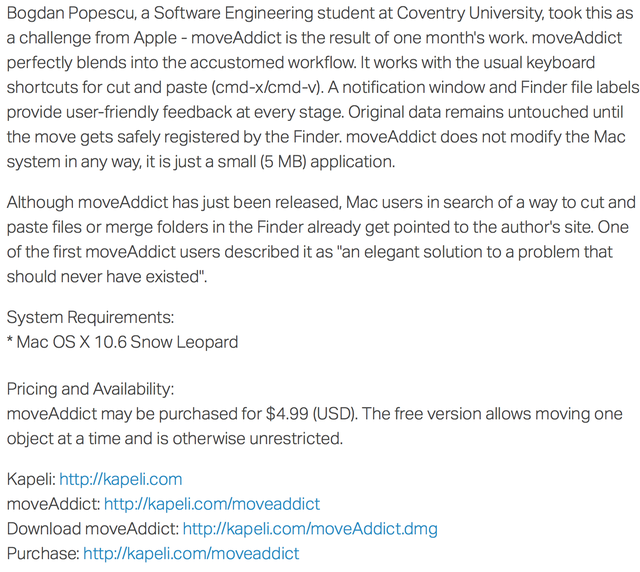 Bogdan Popescu, a Software Engineering student at Coventry University, took this as
a challenge from Apple - moveAddict is the result of one month's work. moveAddict
perfectly blends into the accustomed workflow. It works with the usual keyboard
shortcuts for cut and paste (cmd-x/cmd-v). A notification window and Finder file labels
provide user-friendly feedback at every stage. Original data remains untouched until
the move gets safely registered by the Finder. moveAddict does not modify the Mac
system in any way, it is just a small (5 MB) application.
Although moveAddict has just been released, Mac users in search of a way to cut and
paste files or merge folders in the Finder already get pointed to the author's site. One
of the first moveAddict users described it as "an elegant solution to a problem that
should never have existed".
System Requirements:
* Mac OS X 10.6 Snow Leopard
Pricing and Availability:
moveAddict may be purchased for $4.99 (USD). The free version allows moving one
object at a time and is otherwise unrestricted.
Kapeli: http://kapeli.com
moveAddict: http://kapeli.com/moveaddict
Download moveAddict: http://kapeli.com/moveAddict.dmg
Purchase: http://kapeli.com/moveaddict